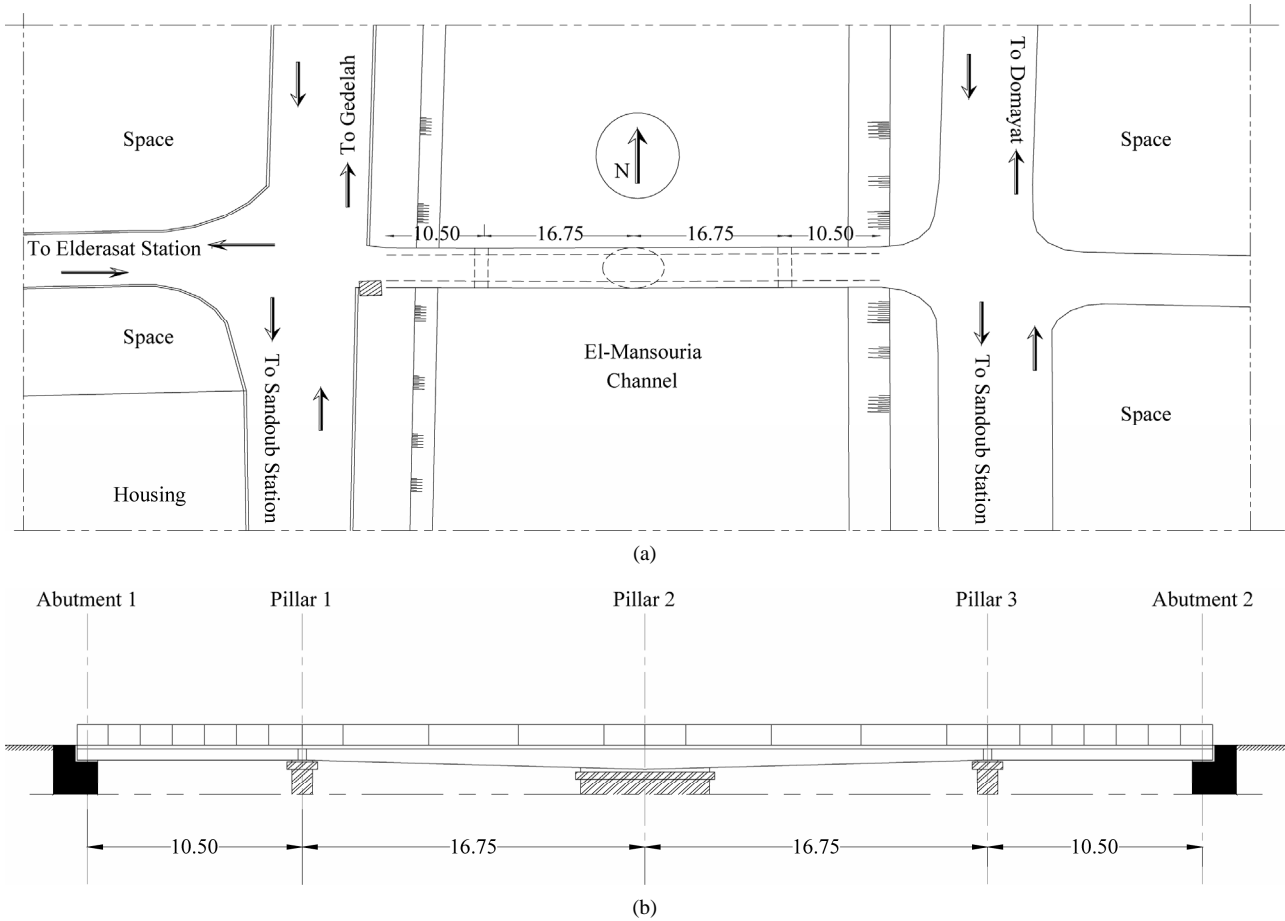 To Gedelah
To Domayat
Space
Space
N
10.50 16.75 16.75 10.50
To Elderasat Station
Space
El-Mansouria
Channel
To Sandoub Station
To Sandoub Station
Space
Housing
(a)
Abutment 1 Pillar 1 Pillar 2 Pillar 3 Abutment 2
10.50 16.75 16.75 10.50
(b)